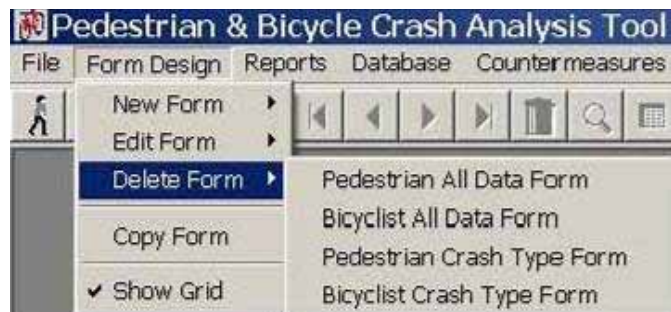 Pedestrian & Bicycle Crash Analysis Tool
File Form Design Reports Database Countermeasures
New Form
Edit Form
Delete Form
Pedestrian All Data Form
Bicyclist All Data Form
Copy Form
Pedestrian Crash Type Form
Show Grid
Bicyclist Crash Type Form